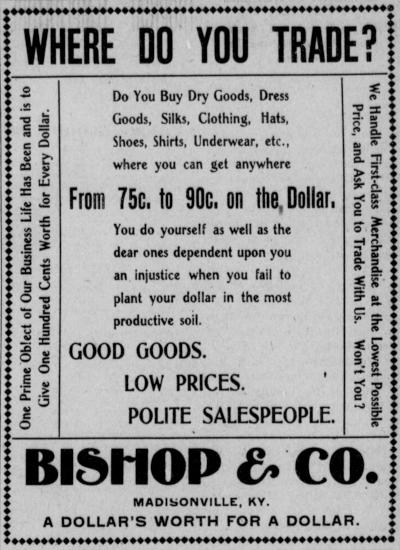 WHERE DO YOU TRADE?
One Prime Oblect of Our Business Life Has Been and is to
Give One Hundred Cents Worth for Every Dollar.
Do You Buy Dry Goods, Dress
Goods, Silks, Clothing, Hats,
Shoes, Shirts, Underwear, etc.,
where you can get anywhere
From 75c. to 90c. on the Dollar.
You do yourself as well as the
dear ones dependent upon you
an injustice when you fail to
plant your dollar in the most
productive soil.
GOOD GOODS.
LOW PRICES.
POLITE SALESPEOPLE.
We Handle First-class Merchandise at the Lowest Possible
Price, and Ask You to Trade With Us. Won't You?
BISHOP & CO.
MADISONVILLE, KY.
A DOLLAR'S WORTH FOR A DOLLAR.